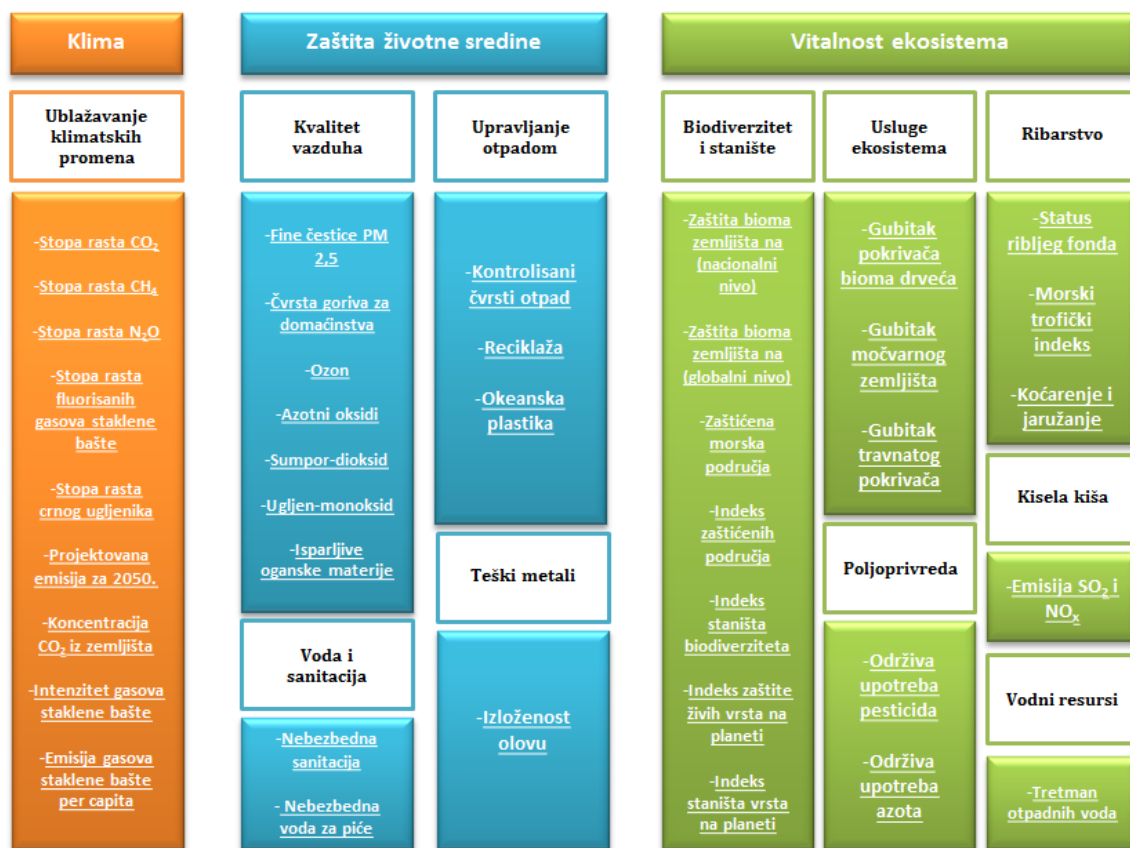 Klima
Ublažavanje
klimatskih
promena
-Stopa rasta CO₂
-Stopa rasta CH₄
-Stopa rasta N₂O
-Stopa rasta
fluorisanih
gasova staklene
bašte
-Stopa rasta
crnog ugljenika
-Projektovana
emisija za 2050.
-Koncentracija
CO₂ iz zemljišta
-Intenzitet gasova
staklene bašte
-Emisija gasova
staklene bašte
per capita
Zaštita životne sredine
Kvalitet
vazduha
-Fine čestice PM
2,5
-Čvrsta goriva za
domaćinstva
-Ozon
-Azotni oksidi
-Sumpor-dioksid
-Ugljen-monoksid
-Isparljive
oganske materije
Voda i
sanitacija
-Nebezbedna
sanitacija
- Nebezbedna
voda za piće
Upravljanje
otpadom
-Kontrolisani
čvrsti otpad
-Reciklaža
-Okeanska
plastika
Teški metali
-Izloženost
olovu
Vitalnost ekosistema
Biodiverzitet
i stanište
-Zaštita bioma
zemljišta na
(nacionalni
nivo)
-Zaštita bioma
zemljišta na
(globalni nivo)
-Zaštićena
morska
područja
-Indeks
zaštićenih
područja
-Indeks
staništa
biodiverziteta
-Indeks zaštite
živih vrsta na
planeti
-Indeks
staništa vrsta
na planeti
Usluge
ekosistema
-Gubitak
pokrivača
bioma drveća
-Gubitak
močvarnog
zemljišta
-Gubitak
travnatog
pokrivača
Poljoprivreda
-Održiva
upotreba
pesticida
-Održiva
upotreba
azota
Ribarstvo
-Status
ribljeg fonda
-Morski
trofički
indeks
-Koćarenje i
jaružanje
Kisela kiša
-Emisija SO₂ i
NOₓ
Vodni resursi
-Tretman
otpadnih voda